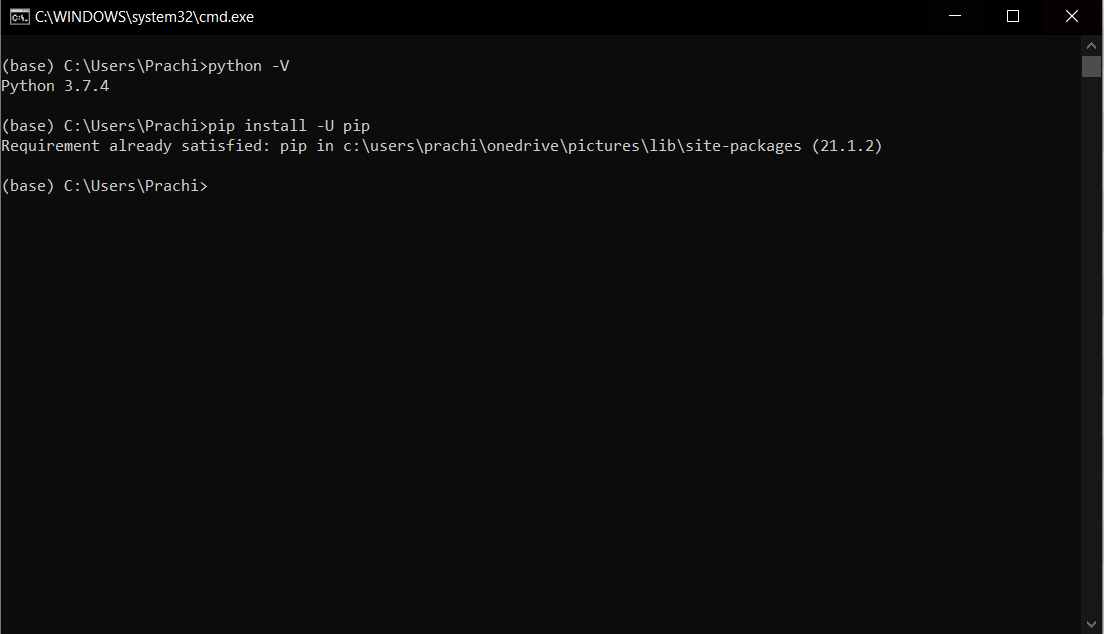 C:\WINDOWS\system32\cmd.exe
(base) C:\Users\Prachi>python -V
Python 3.7.4
(base) C:\Users\Prachi>pip install -U pip
Requirement already satisfied: pip in c:\users\prachi\onedrive\pictures\lib\site-packages (21.1.2)
(base) C:\Users\Prachi>